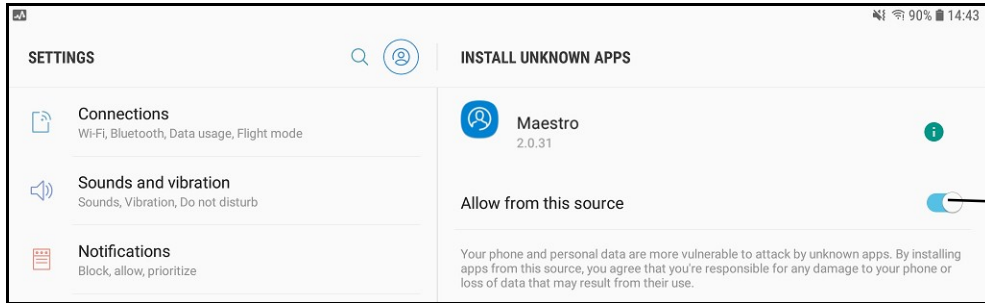 90% 14:43
SETTINGS
Connections
Wi-Fi, Bluetooth, Data usage, Flight mode
Sounds and vibration
Sounds, Vibration, Do not disturb
Notifications
Block, allow, prioritize
INSTALL UNKNOWN APPS
Maestro
2.0.31
Allow from this source
Your phone and personal data are more vulnerable to attack by unknown apps. By installing
apps from this source, you agree that you're responsible for any damage to your phone or
loss of data that may result from their use.